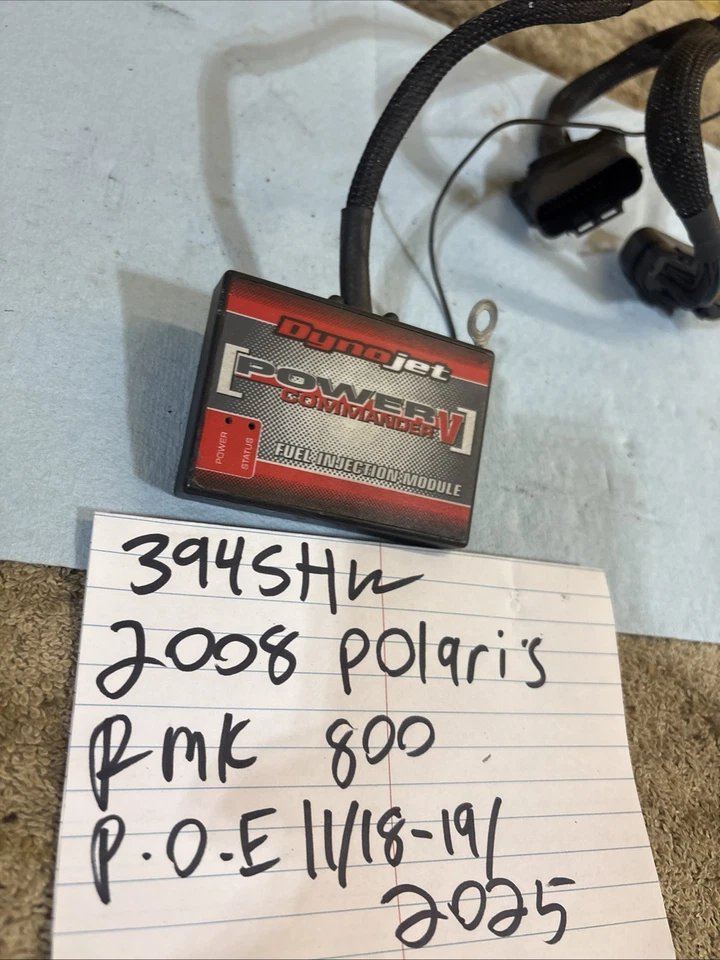 Dynojet
POWER V
COMMANDER
FUEL INJECTION MODULE
POWER
STATUS
394SHW
2008 polaris
RMK 800
P.O.E 11/18-19/
2025